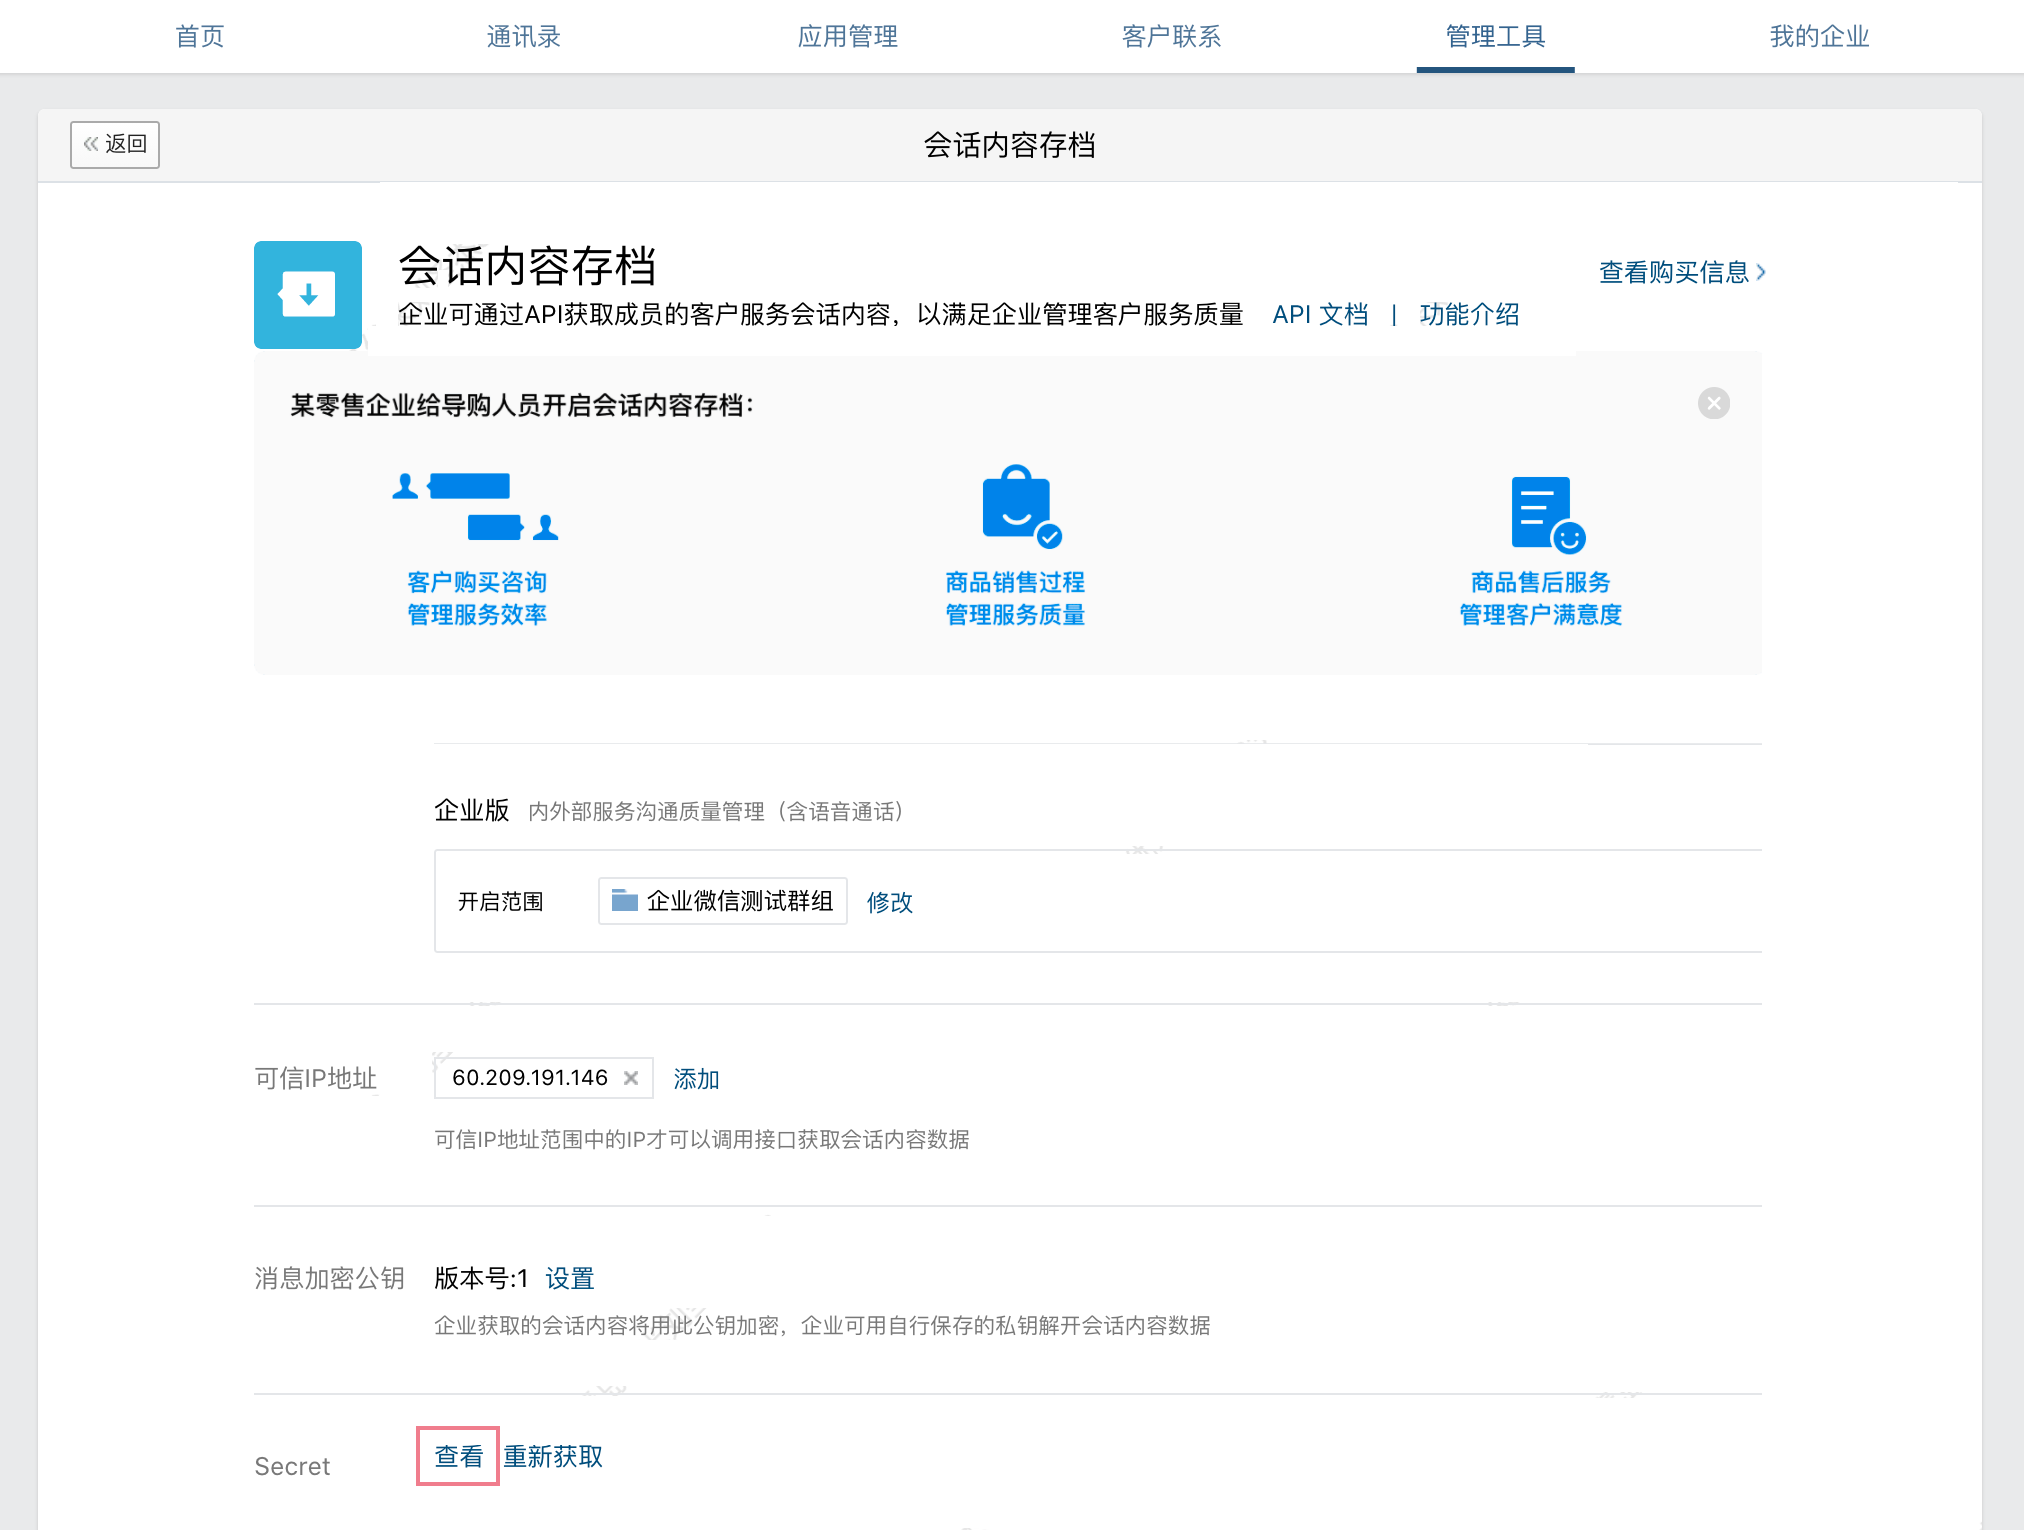 首页 通讯录 应用管理 客户联系 管理工具 我的企业
« 返回 会话内容存档
会话内容存档
查看购买信息 >
企业可通过API获取成员的客户服务会话内容，以满足企业管理客户服务质量 API 文档 | 功能介绍
某零售企业给导购人员开启会话内容存档：
客户购买咨询 商品销售过程 商品售后服务
管理服务效率 管理服务质量 管理客户满意度
企业版 内外部服务沟通质量管理（含语音通话）
开启范围 企业微信测试群组 修改
可信IP地址 60.209.191.146 × 添加
可信IP地址范围中的IP才可以调用接口获取会话内容数据
消息加密公钥 版本号:1 设置
企业获取的会话内容将用此公钥加密，企业可用自行保存的私钥解开会话内容数据
Secret 查看 重新获取